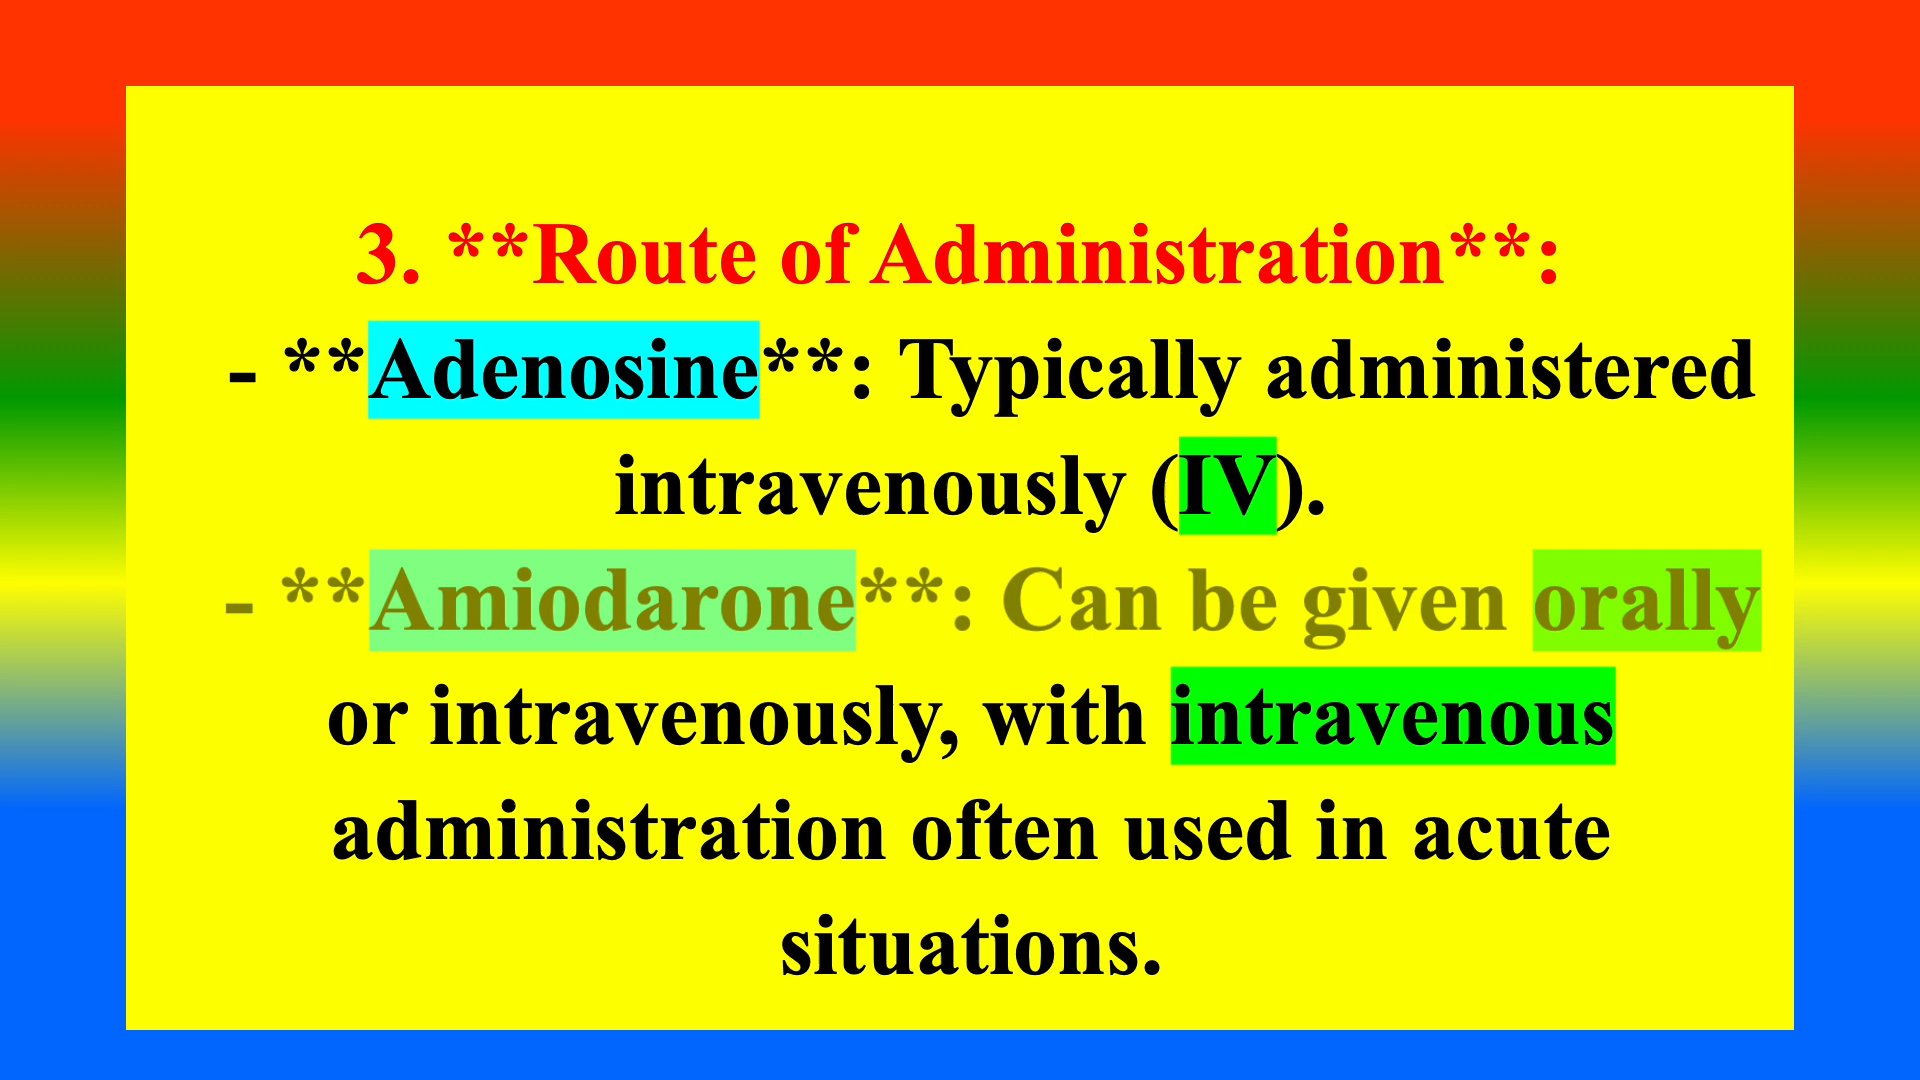 3. **Route of Administration**:
- **Adenosine**: Typically administered
intravenously (IV).
- **Amiodarone**: Can be given orally
or intravenously, with intravenous
administration often used in acute
situations.